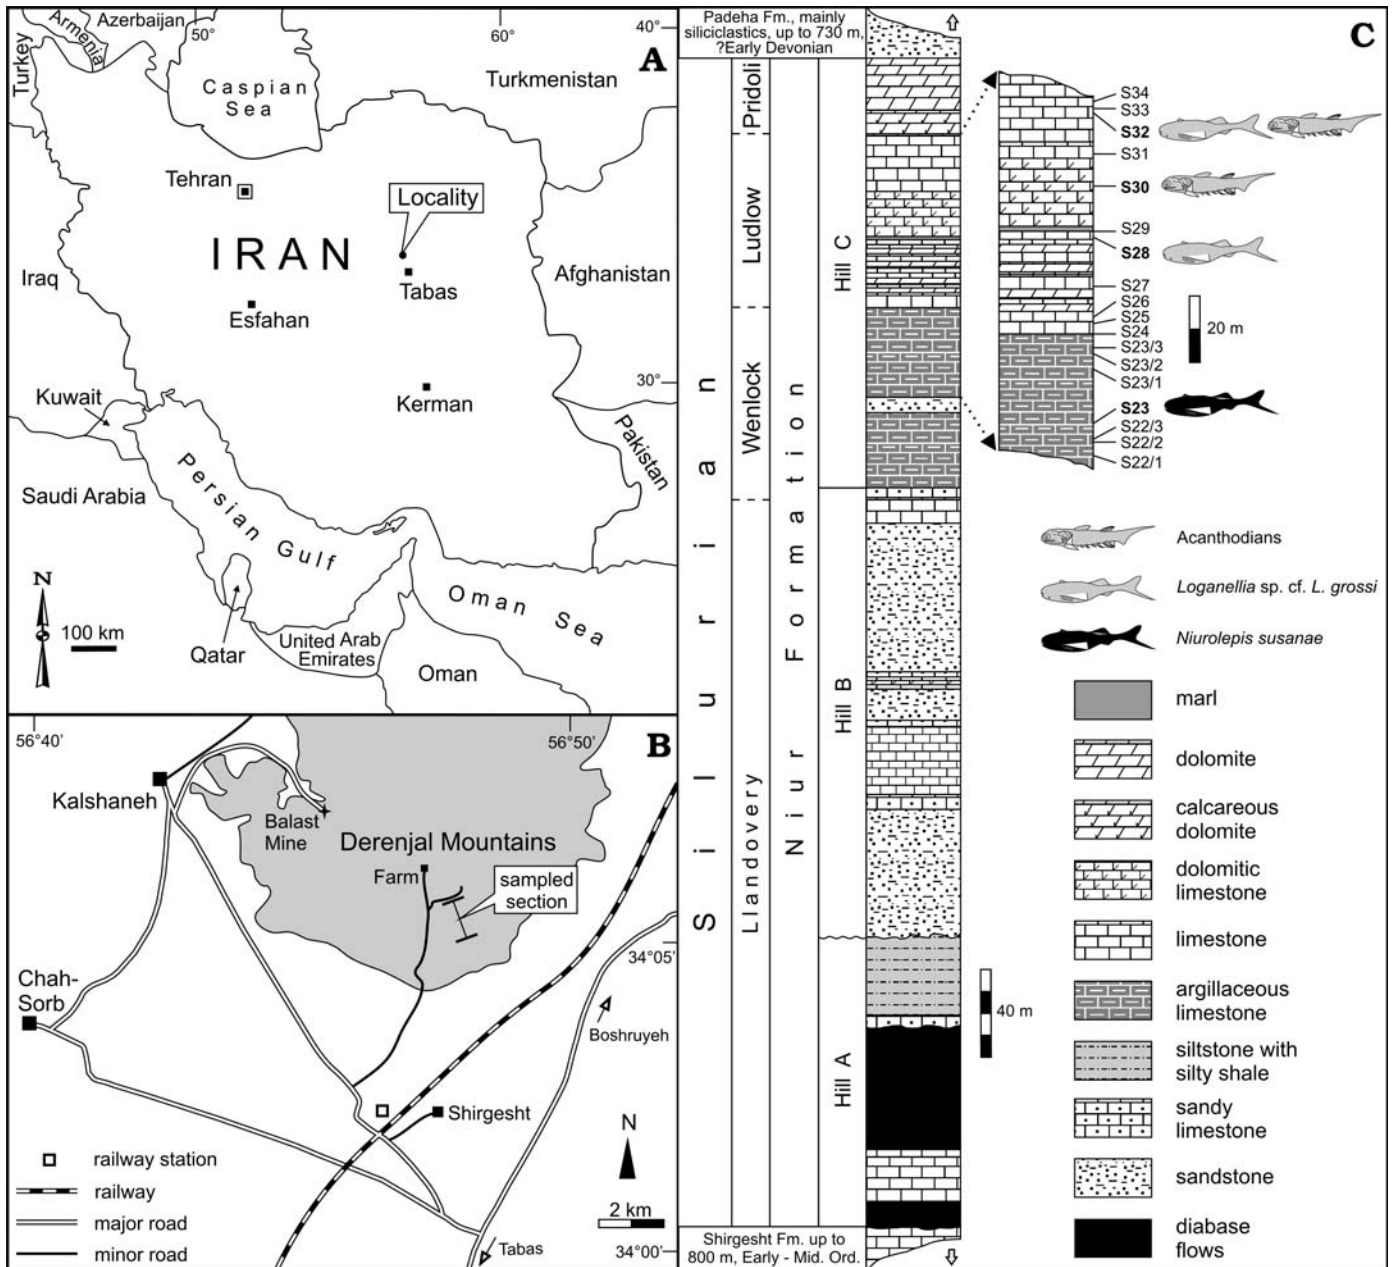 Azerbaijan
Armenia
Turkey
50°
60°
40°
A
Caspian
Sea
Turkmenistan
Tehran
Locality
IRAN
Iraq
Tabas
Afghanistan
Esfahan
Kuwait
30°
Kerman
Pakistan
Saudi Arabia
Persian Gulf
Oman Sea
N
100 km
Qatar
United Arab
Emirates
Oman
56°40'
56°50'
B
Kalshaneh
Balast
Mine
Derenjal Mountains
Farm
sampled
section
34°05'
Chah-
Sorb
Boshruyeh
Shirgesht
N
railway station
railway
major road
minor road
2 km
Tabas
34°00'
C
Padeha Fm., mainly
siliciclastics, up to 730 m,
?Early Devonian
Silurian
Pridoli
Ludlow
Wenlock
Llandovery
Niur Formation
Hill C
Hill B
Hill A
40 m
Shirgesht Fm. up to
800 m, Early - Mid. Ord.
S34
S33
S32
S31
S30
S29
S28
S27
S26
S25
S24
S23/3
S23/2
S23/1
S23
S22/3
S22/2
S22/1
20 m
Acanthodians
Loganellia sp. cf. L. grossi
Niurolepis susanae
marl
dolomite
calcareous
dolomite
dolomitic
limestone
limestone
argillaceous
limestone
siltstone with
silty shale
sandy
limestone
sandstone
diabase
flows